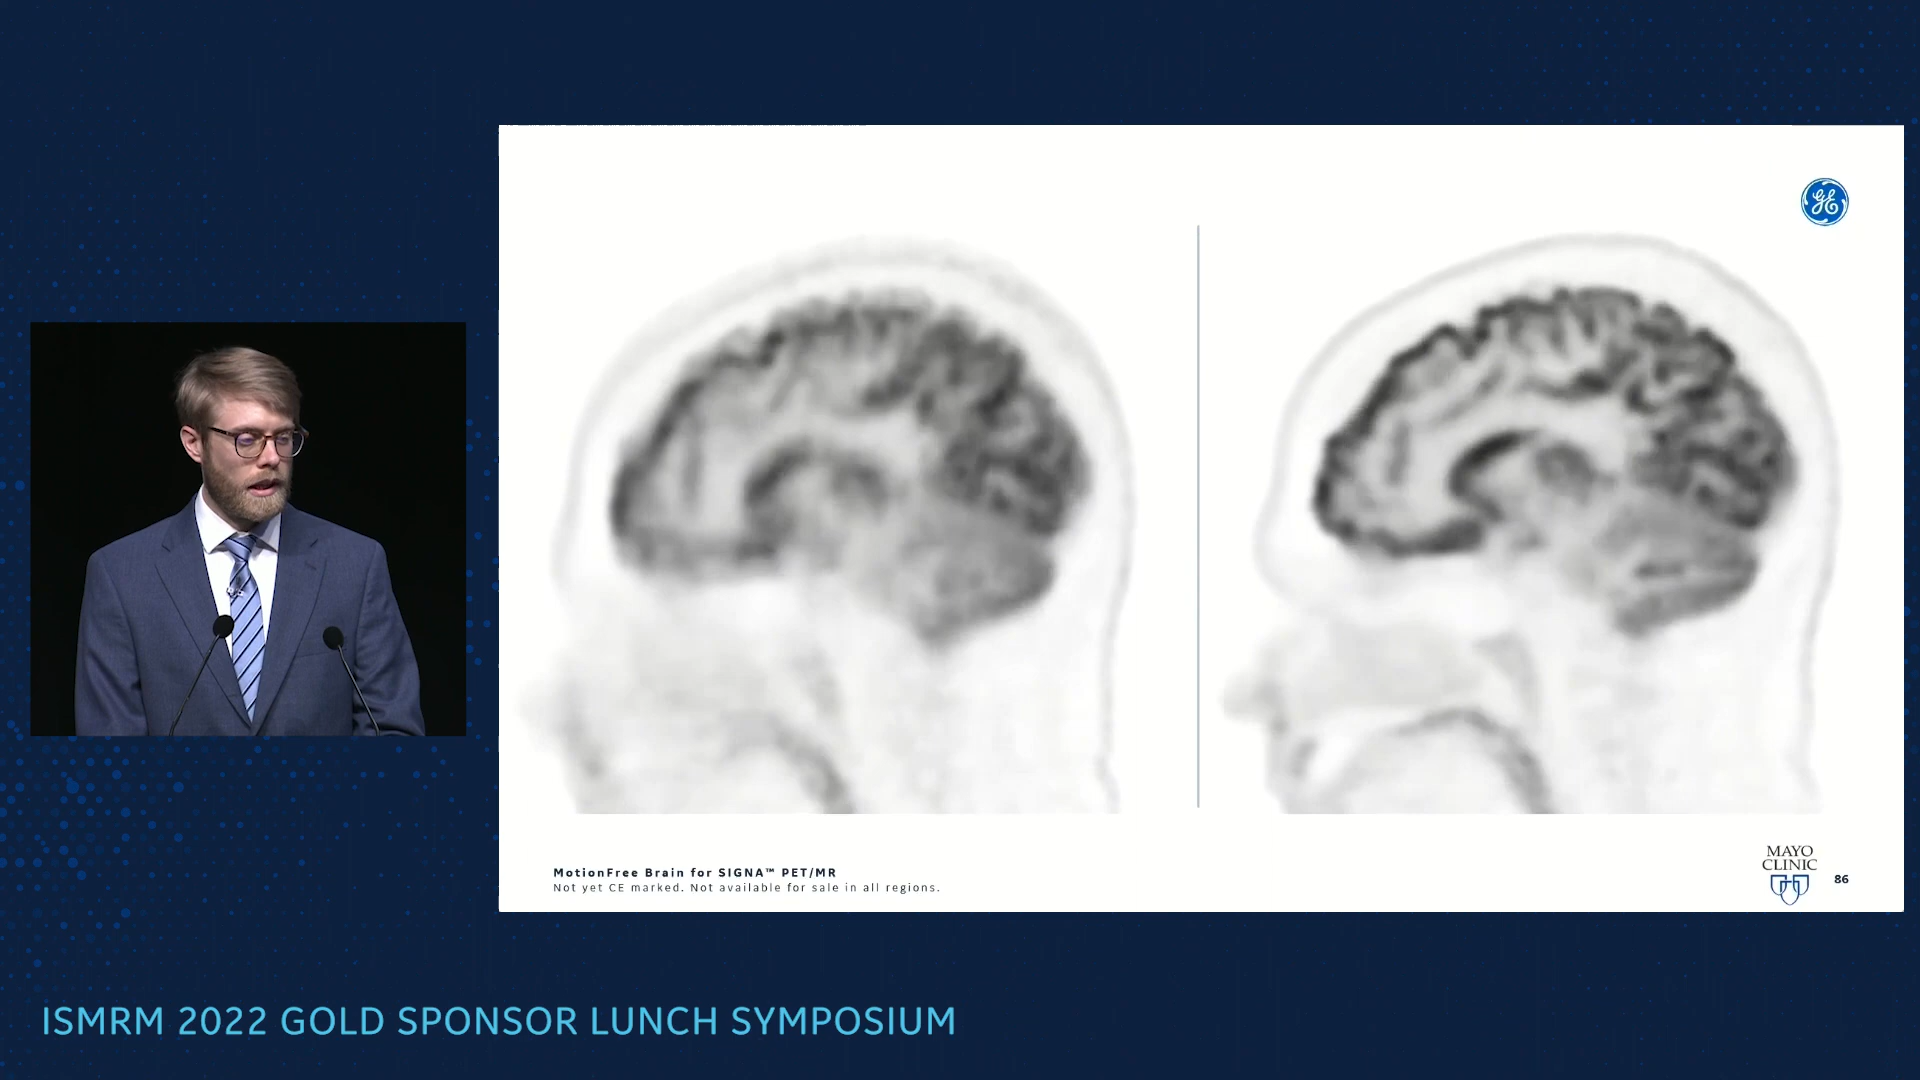 GE
MotionFree Brain for SIGNA™ PET/MR
Not yet CE marked. Not available for sale in all regions.
MAYO
CLINIC
86
ISMRM 2022 GOLD SPONSOR LUNCH SYMPOSIUM